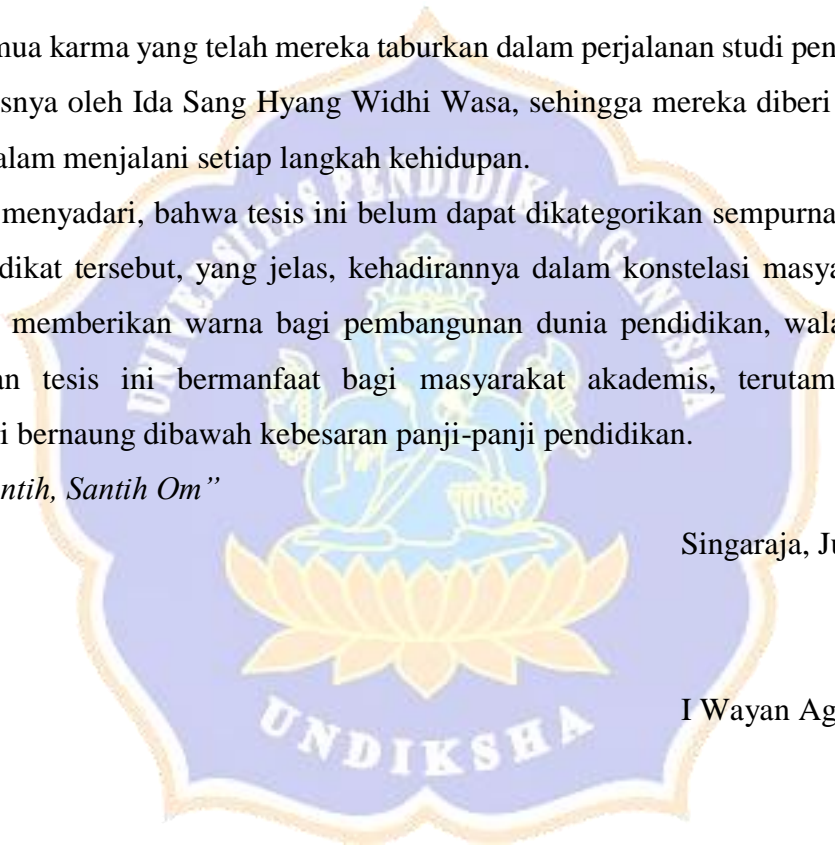 mua karma yang telah mereka taburkan dalam perjalanan studi pen
snya oleh Ida Sang Hyang Widhi Wasa, sehingga mereka diberi
alam menjalani setiap langkah kehidupan.
menyadari, bahwa tesis ini belum dapat dikategorikan sempurna
dikat tersebut, yang jelas, kehadirannya dalam konstelasi masya
memberikan warna bagi pembangunan dunia pendidikan, wala
an tesis ini bermanfaat bagi masyarakat akademis, terutam
i bernaung dibawah kebesaran panji-panji pendidikan.
ntih, Santih Om”
Singaraja, Ju
I Wayan Ag
UNIVERSITAS PENDIDIKAN GANESHA
UNDIKSHA